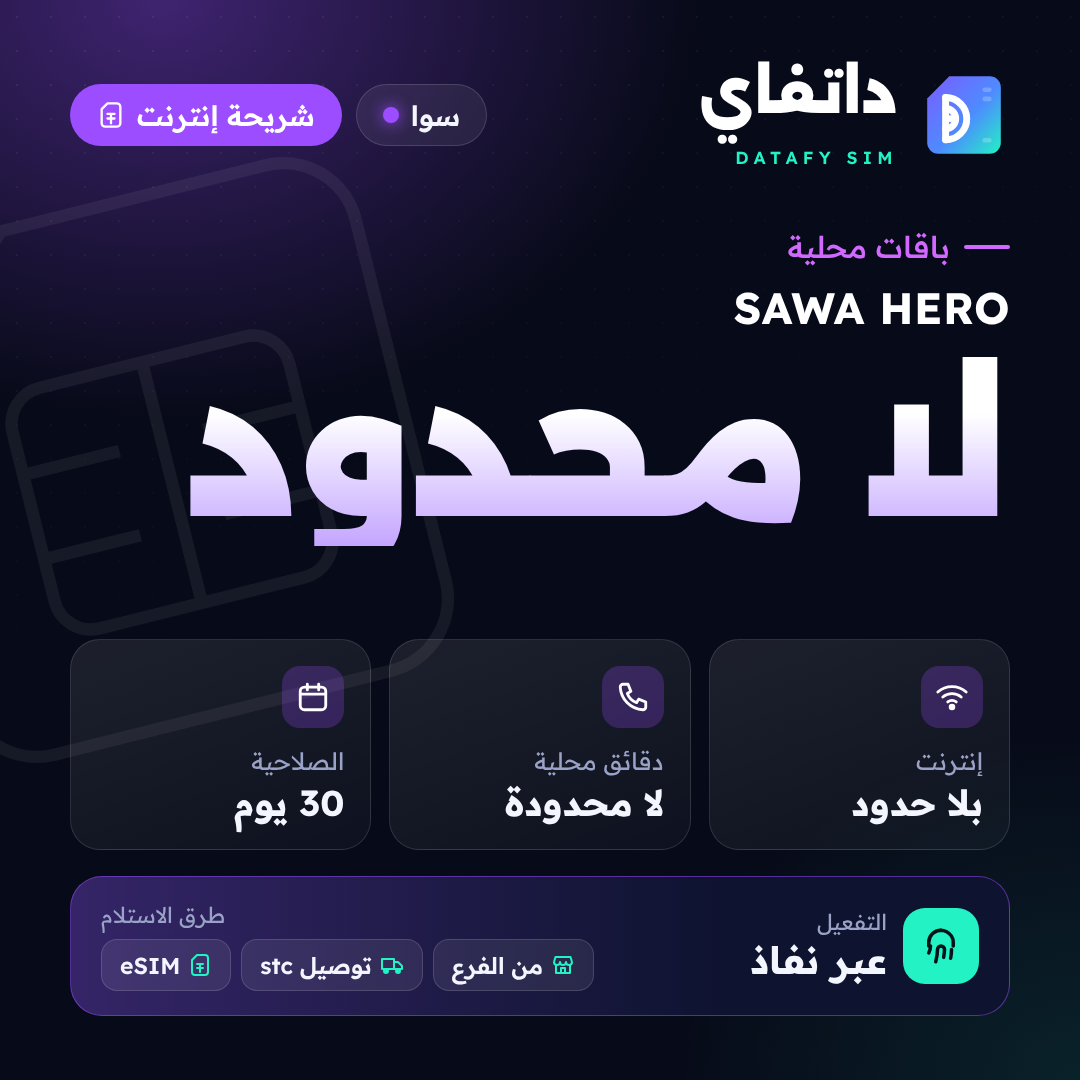 داتفاي
DATAFY SIM
سوا
شريحة إنترنت
باقات محلية
SAWA HERO
لا محدود
إنترنت
بلا حدود
دقائق محلية
لا محدودة
الصلاحية
30 يوم
التفعيل
عبر نفاذ
طرق الاستلام
من الفرع
توصيل stc
eSIM